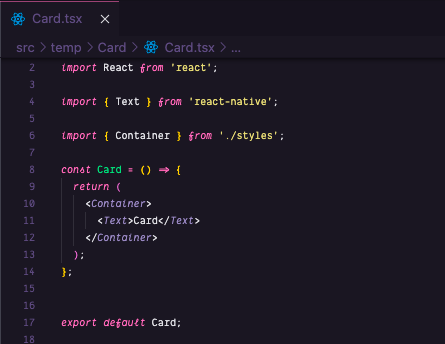 Card.tsx ×
src > temp > Card > Card.tsx > ...
2 import React from 'react';
3
4 import { Text } from 'react-native';
5
6 import { Container } from './styles';
7
8 const Card = () => {
9 return (
10 <Container>
11 <Text>Card</Text>
12 </Container>
13 );
14 };
15
16
17 export default Card;
18